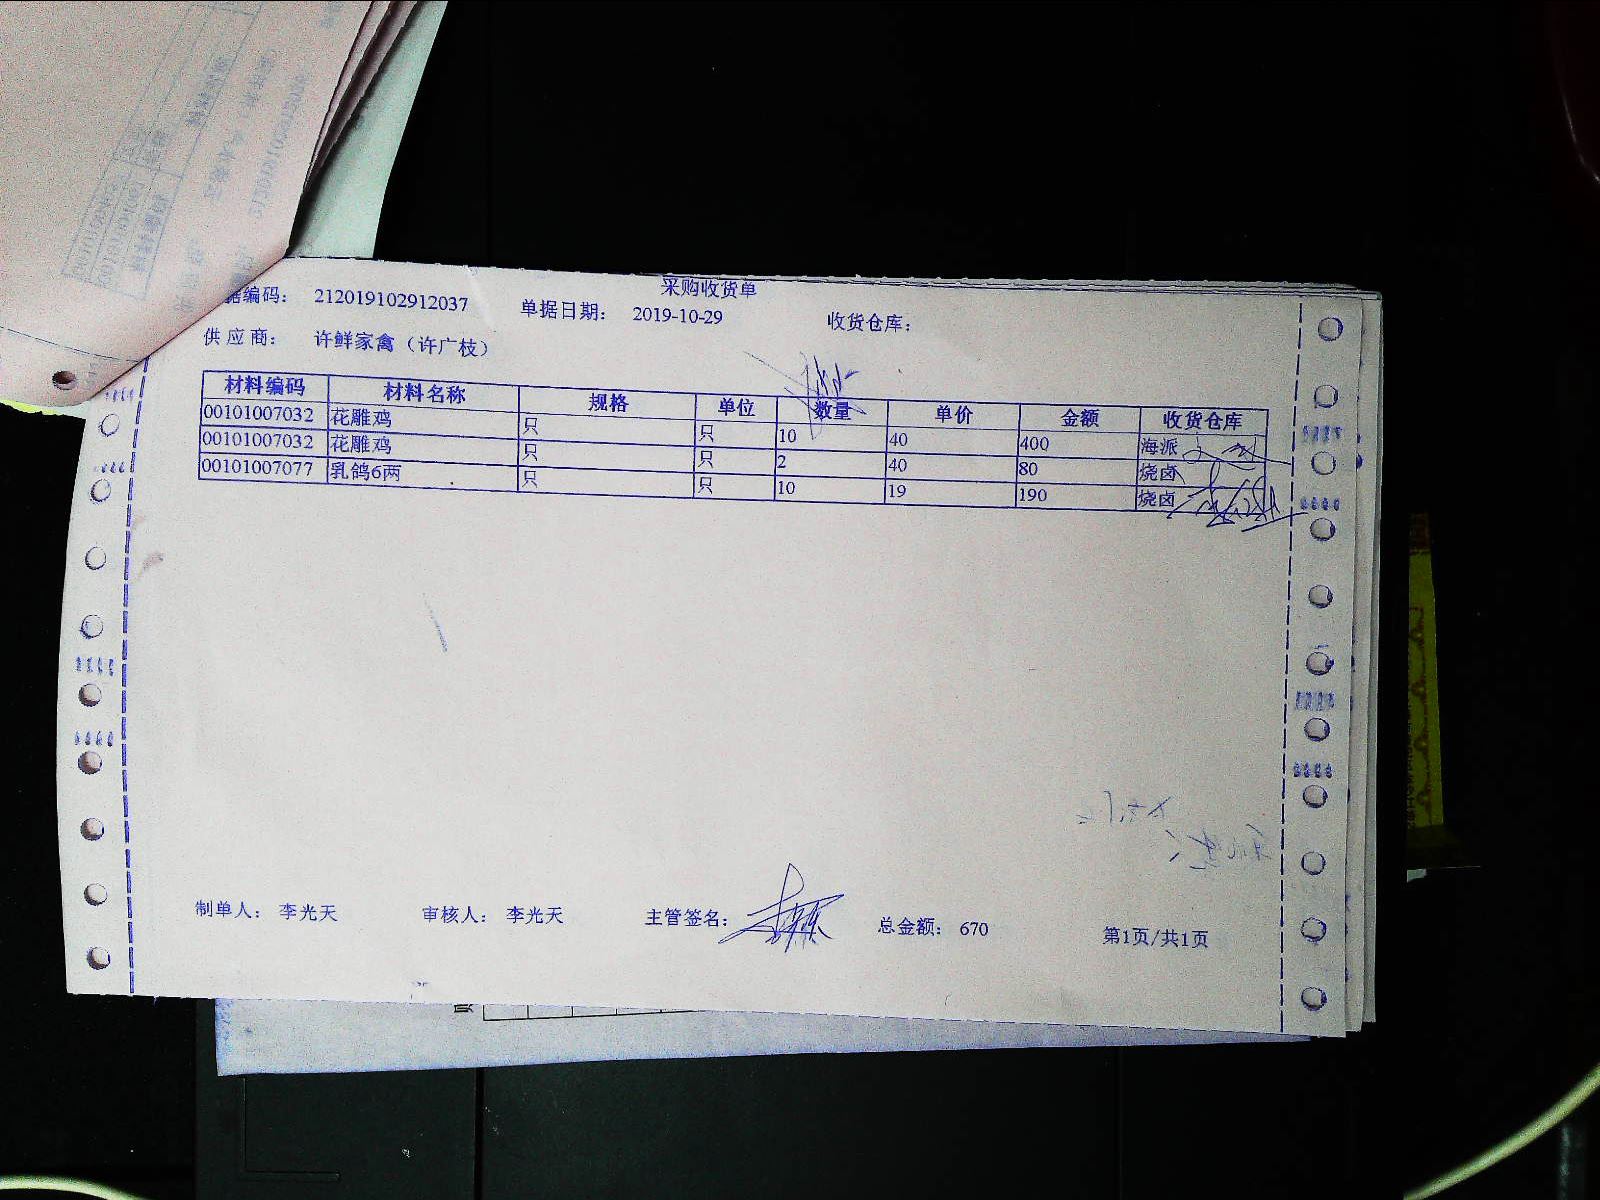 采购收货单
据编码： 212019102912037 单据日期： 2019-10-29 收货仓库：
供应商： 许鲜家禽（许广枝）
材料编码 材料名称 规格 单位 数量 单价 金额 收货仓库
00101007032 花雕鸡 只 只 10 40 400 海派
00101007032 花雕鸡 只 只 2 40 80 烧卤
00101007077 乳鸽6两 只 只 10 19 190 烧卤
制单人： 李光天 审核人： 李光天 主管签名： 总金额： 670 第1页/共1页